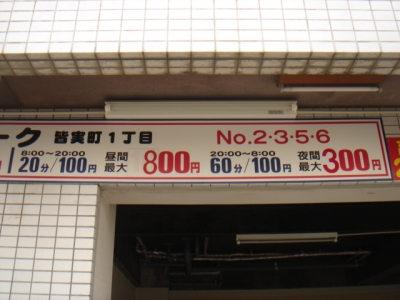 ーク 皆実町1丁目 No.2・3・5・6
8:00〜20:00 20分/100円 昼間最大 800円 20:00〜8:00 60分/100円 夜間最大 300円